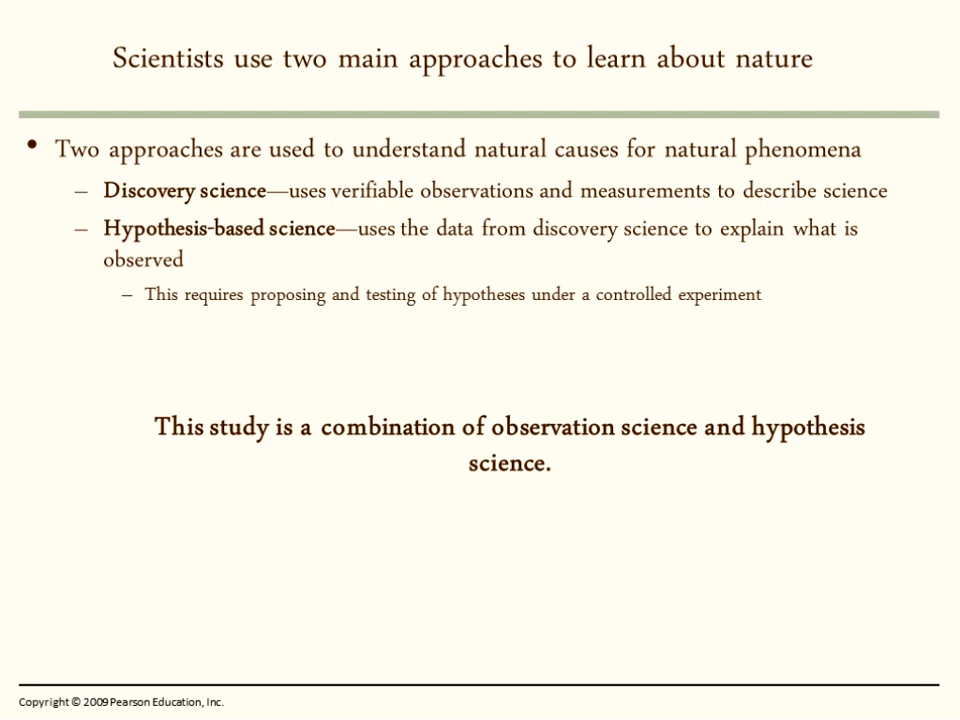 Scientists use two main approaches to learn about nature
• Two approaches are used to understand natural causes for natural phenomena
– Discovery science—uses verifiable observations and measurements to describe science
– Hypothesis-based science—uses the data from discovery science to explain what is
observed
– This requires proposing and testing of hypotheses under a controlled experiment
This study is a combination of observation science and hypothesis
science.
Copyright © 2009 Pearson Education, Inc.